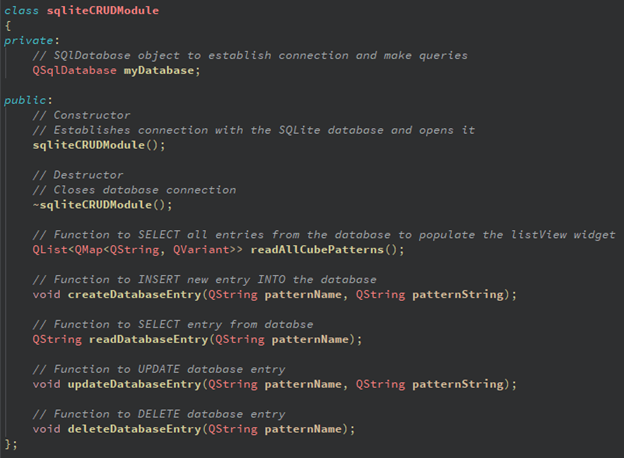 class sqliteCRUDModule
{
private:
// SQlDatabase object to establish connection and make queries
QSqlDatabase myDatabase;
public:
// Constructor
// Establishes connection with the SQLite database and opens it
sqliteCRUDModule();
// Destructor
// Closes database connection
~sqliteCRUDModule();
// Function to SELECT all entries from the database to populate the listView widget
QList<QMap<QString, QVariant>> readAllCubePatterns();
// Function to INSERT new entry INTO the database
void createDatabaseEntry(QString patternName, QString patternString);
// Function to SELECT entry from databse
QString readDatabaseEntry(QString patternName);
// Function to UPDATE database entry
void updateDatabaseEntry(QString patternName, QString patternString);
// Function to DELETE database entry
void deleteDatabaseEntry(QString patternName);
};